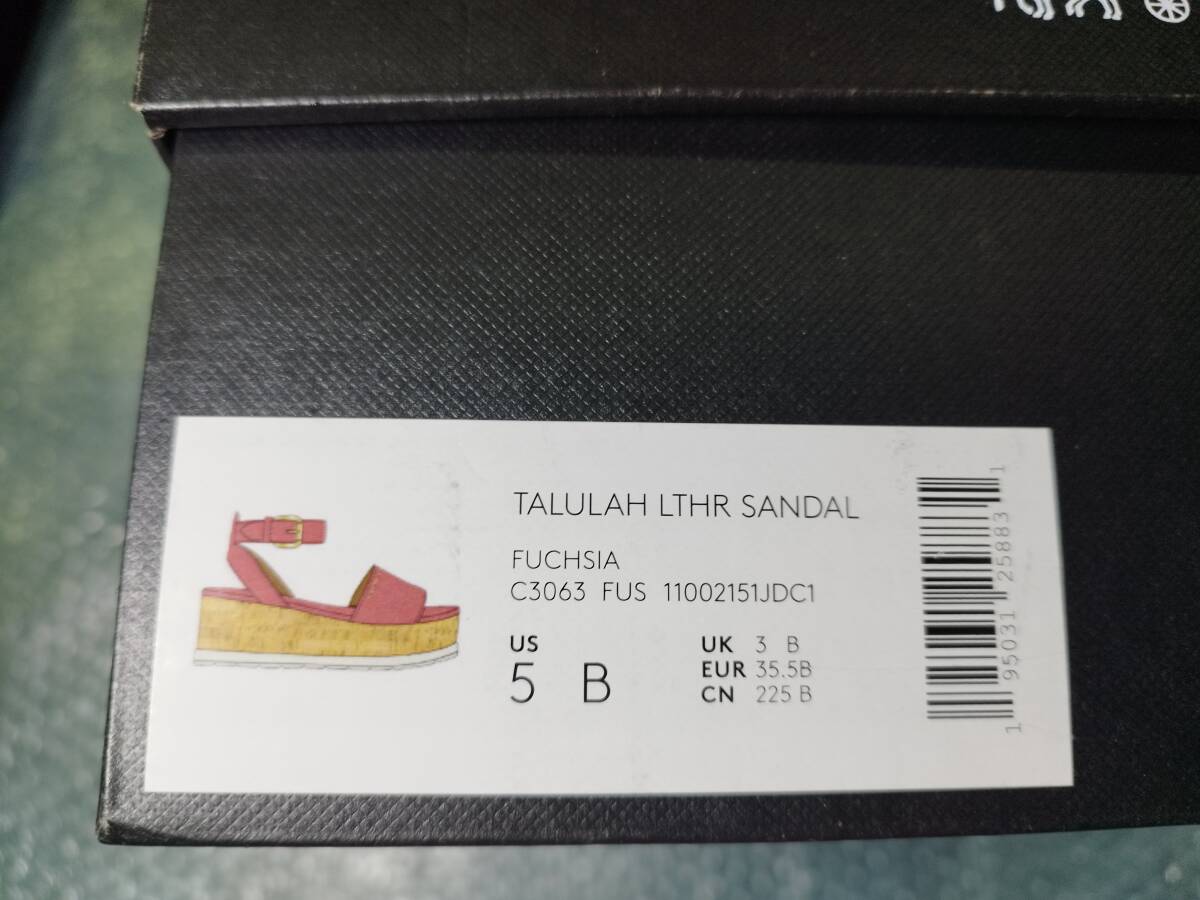 TALULAH LTHR SANDAL
FUCHSIA
C3063 FUS 11002151JDC1
US
5 B
UK 3 B
EUR 35.5B
CN 225 B
1 95031 25883 1